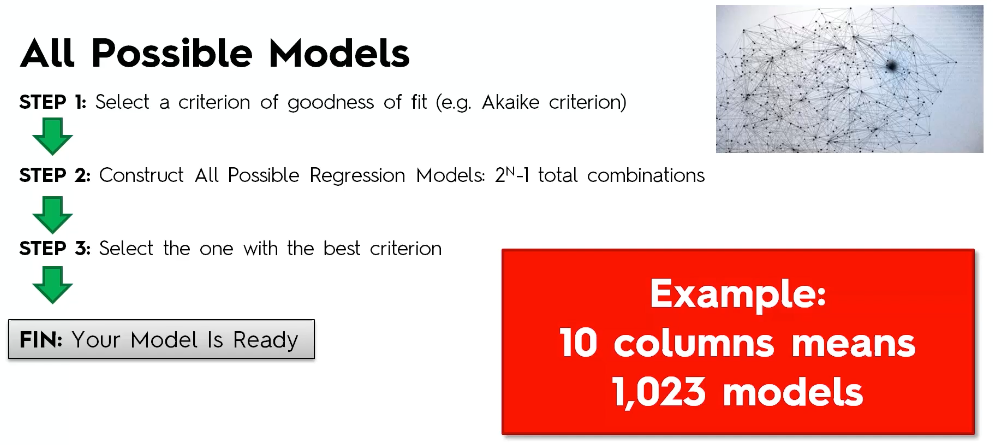 All Possible Models
STEP 1: Select a criterion of goodness of fit (e.g. Akaike criterion)
STEP 2: Construct All Possible Regression Models: 2ᴺ-1 total combinations
STEP 3: Select the one with the best criterion
FIN: Your Model Is Ready
Example:
10 columns means
1,023 models